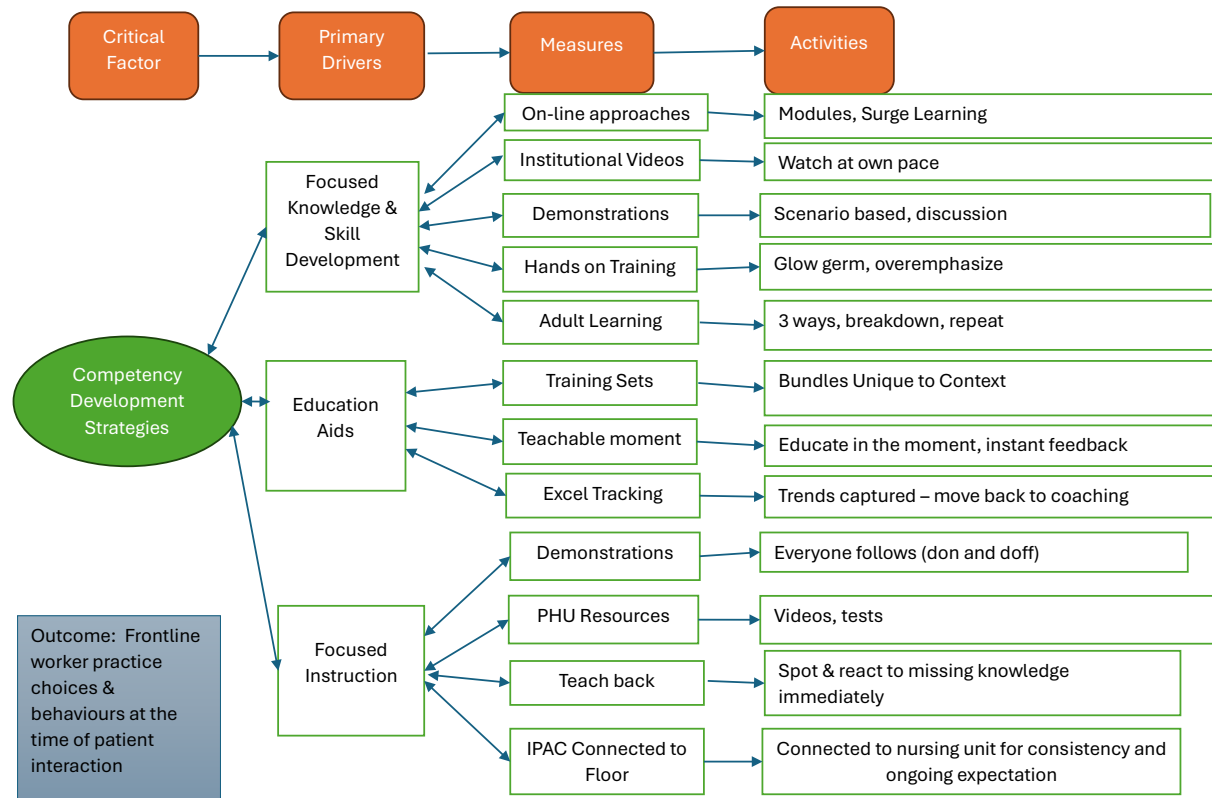 Critical
Factor
Primary
Drivers
Measures
Activities
On-line approaches
Modules, Surge Learning
Institutional Videos
Watch at own pace
Focused
Knowledge &
Skill
Development
Demonstrations
Scenario based, discussion
Hands on Training
Glow germ, overemphasize
Adult Learning
3 ways, breakdown, repeat
Competency
Development
Strategies
Education
Aids
Training Sets
Bundles Unique to Context
Teachable moment
Educate in the moment, instant feedback
Excel Tracking
Trends captured – move back to coaching
Demonstrations
Everyone follows (don and doff)
Focused
Instruction
PHU Resources
Videos, tests
Teach back
Spot & react to missing knowledge
immediately
IPAC Connected to
Floor
Connected to nursing unit for consistency and
ongoing expectation
Outcome: Frontline
worker practice
choices &
behaviours at the
time of patient
interaction